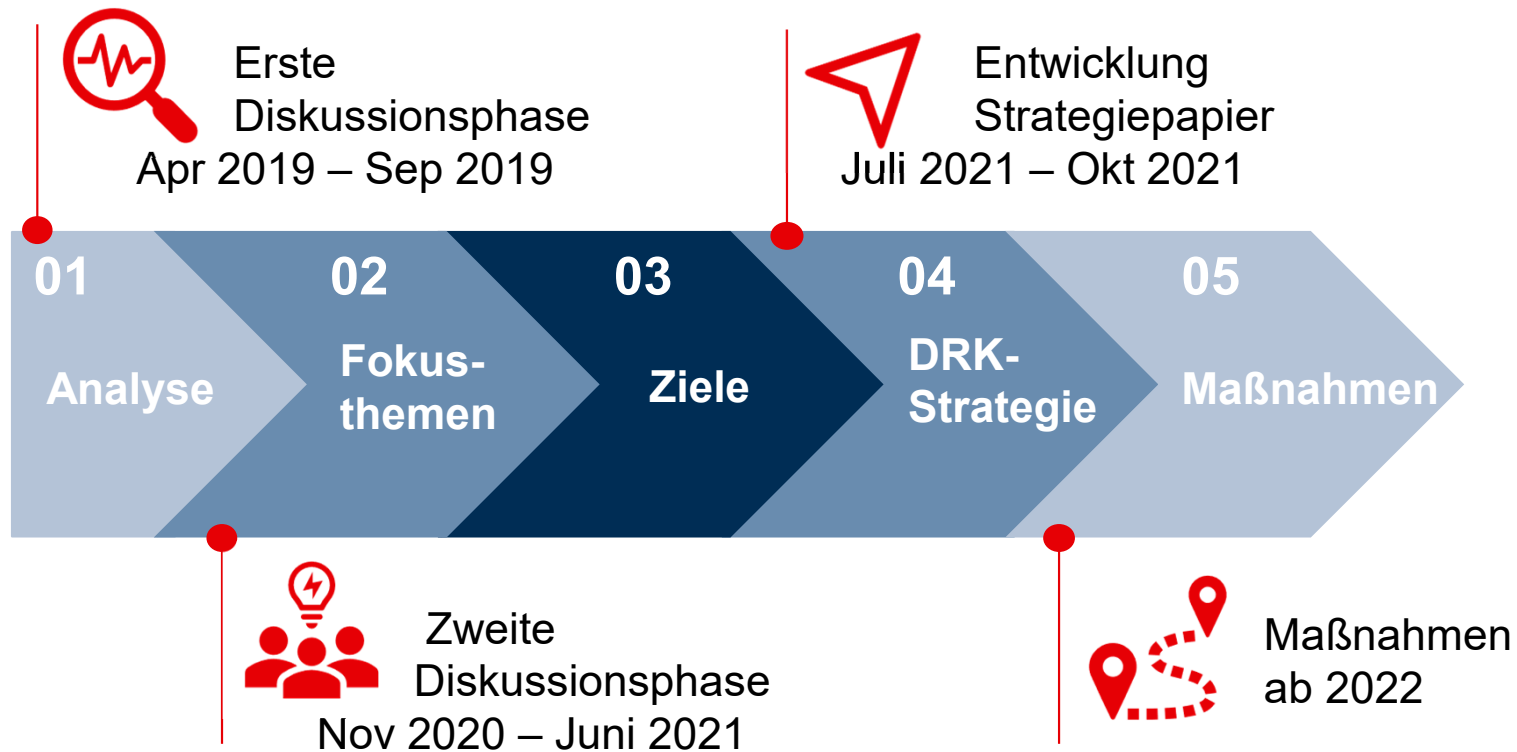 Erste
Diskussionsphase
Apr 2019 – Sep 2019
Entwicklung
Strategiepapier
Juli 2021 – Okt 2021
01
Analyse
02
Fokus-
themen
03
Ziele
04
DRK-
Strategie
05
Maßnahmen
Zweite
Diskussionsphase
Nov 2020 – Juni 2021
Maßnahmen
ab 2022